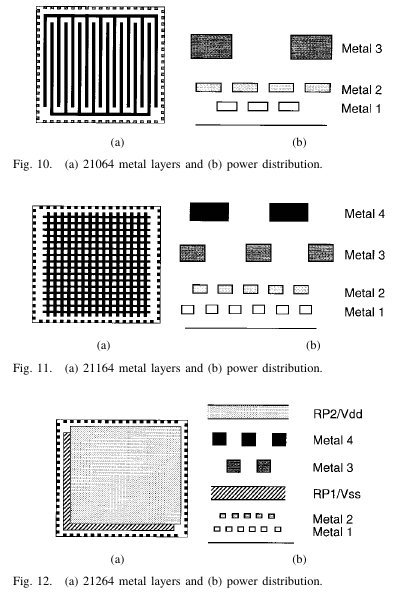 Metal 3
Metal 2
Metal 1
(a) (b)
Fig. 10. (a) 21064 metal layers and (b) power distribution.
Metal 4
Metal 3
Metal 2
Metal 1
(a) (b)
Fig. 11. (a) 21164 metal layers and (b) power distribution.
RP2/Vdd
Metal 4
Metal 3
RP1/Vss
Metal 2
Metal 1
(a) (b)
Fig. 12. (a) 21264 metal layers and (b) power distribution.